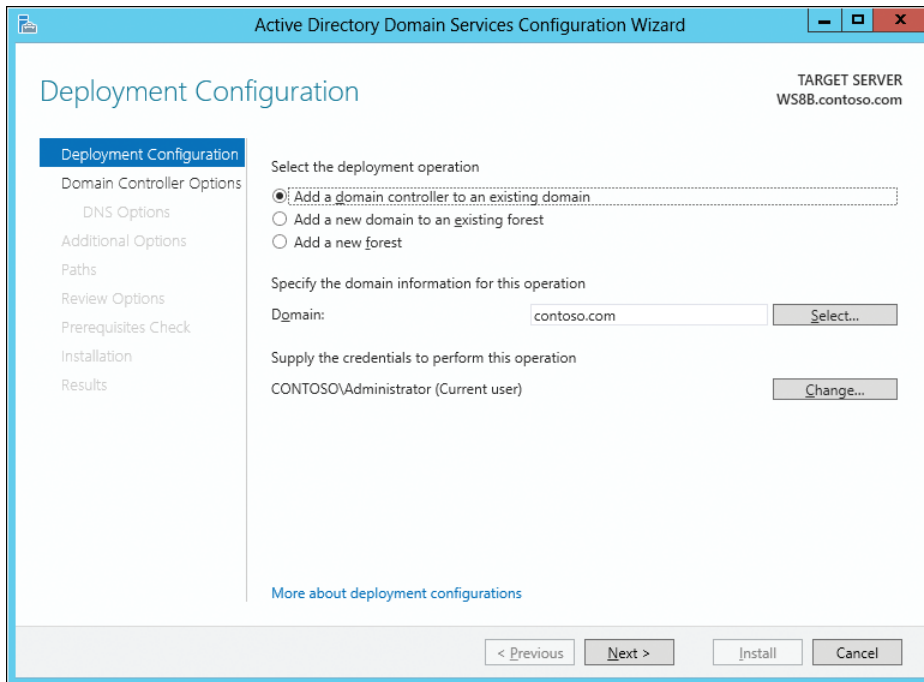 Active Directory Domain Services Configuration Wizard
Deployment Configuration
TARGET SERVER
WS8B.contoso.com
Deployment Configuration
Domain Controller Options
DNS Options
Additional Options
Paths
Review Options
Prerequisites Check
Installation
Results
Select the deployment operation
Add a domain controller to an existing domain
Add a new domain to an existing forest
Add a new forest
Specify the domain information for this operation
Domain: contoso.com Select...
Supply the credentials to perform this operation
CONTOSO\Administrator (Current user) Change...
More about deployment configurations
< Previous Next > Install Cancel